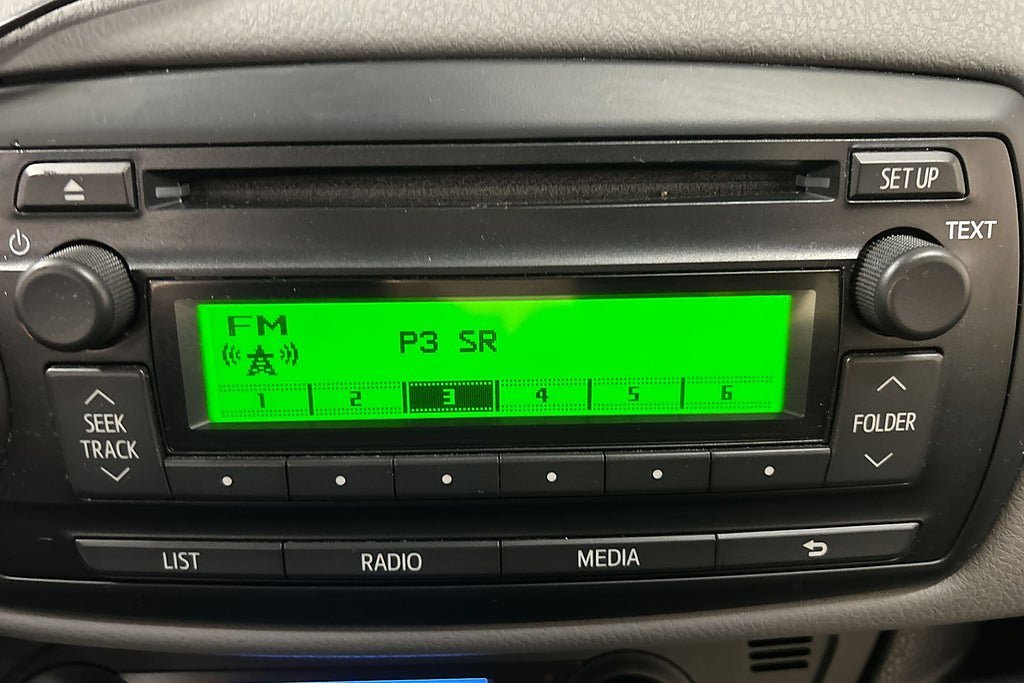 SET UP
TEXT
FM
P3 SR
1 2 3 4 5 6
SEEK
TRACK
FOLDER
LIST RADIO MEDIA